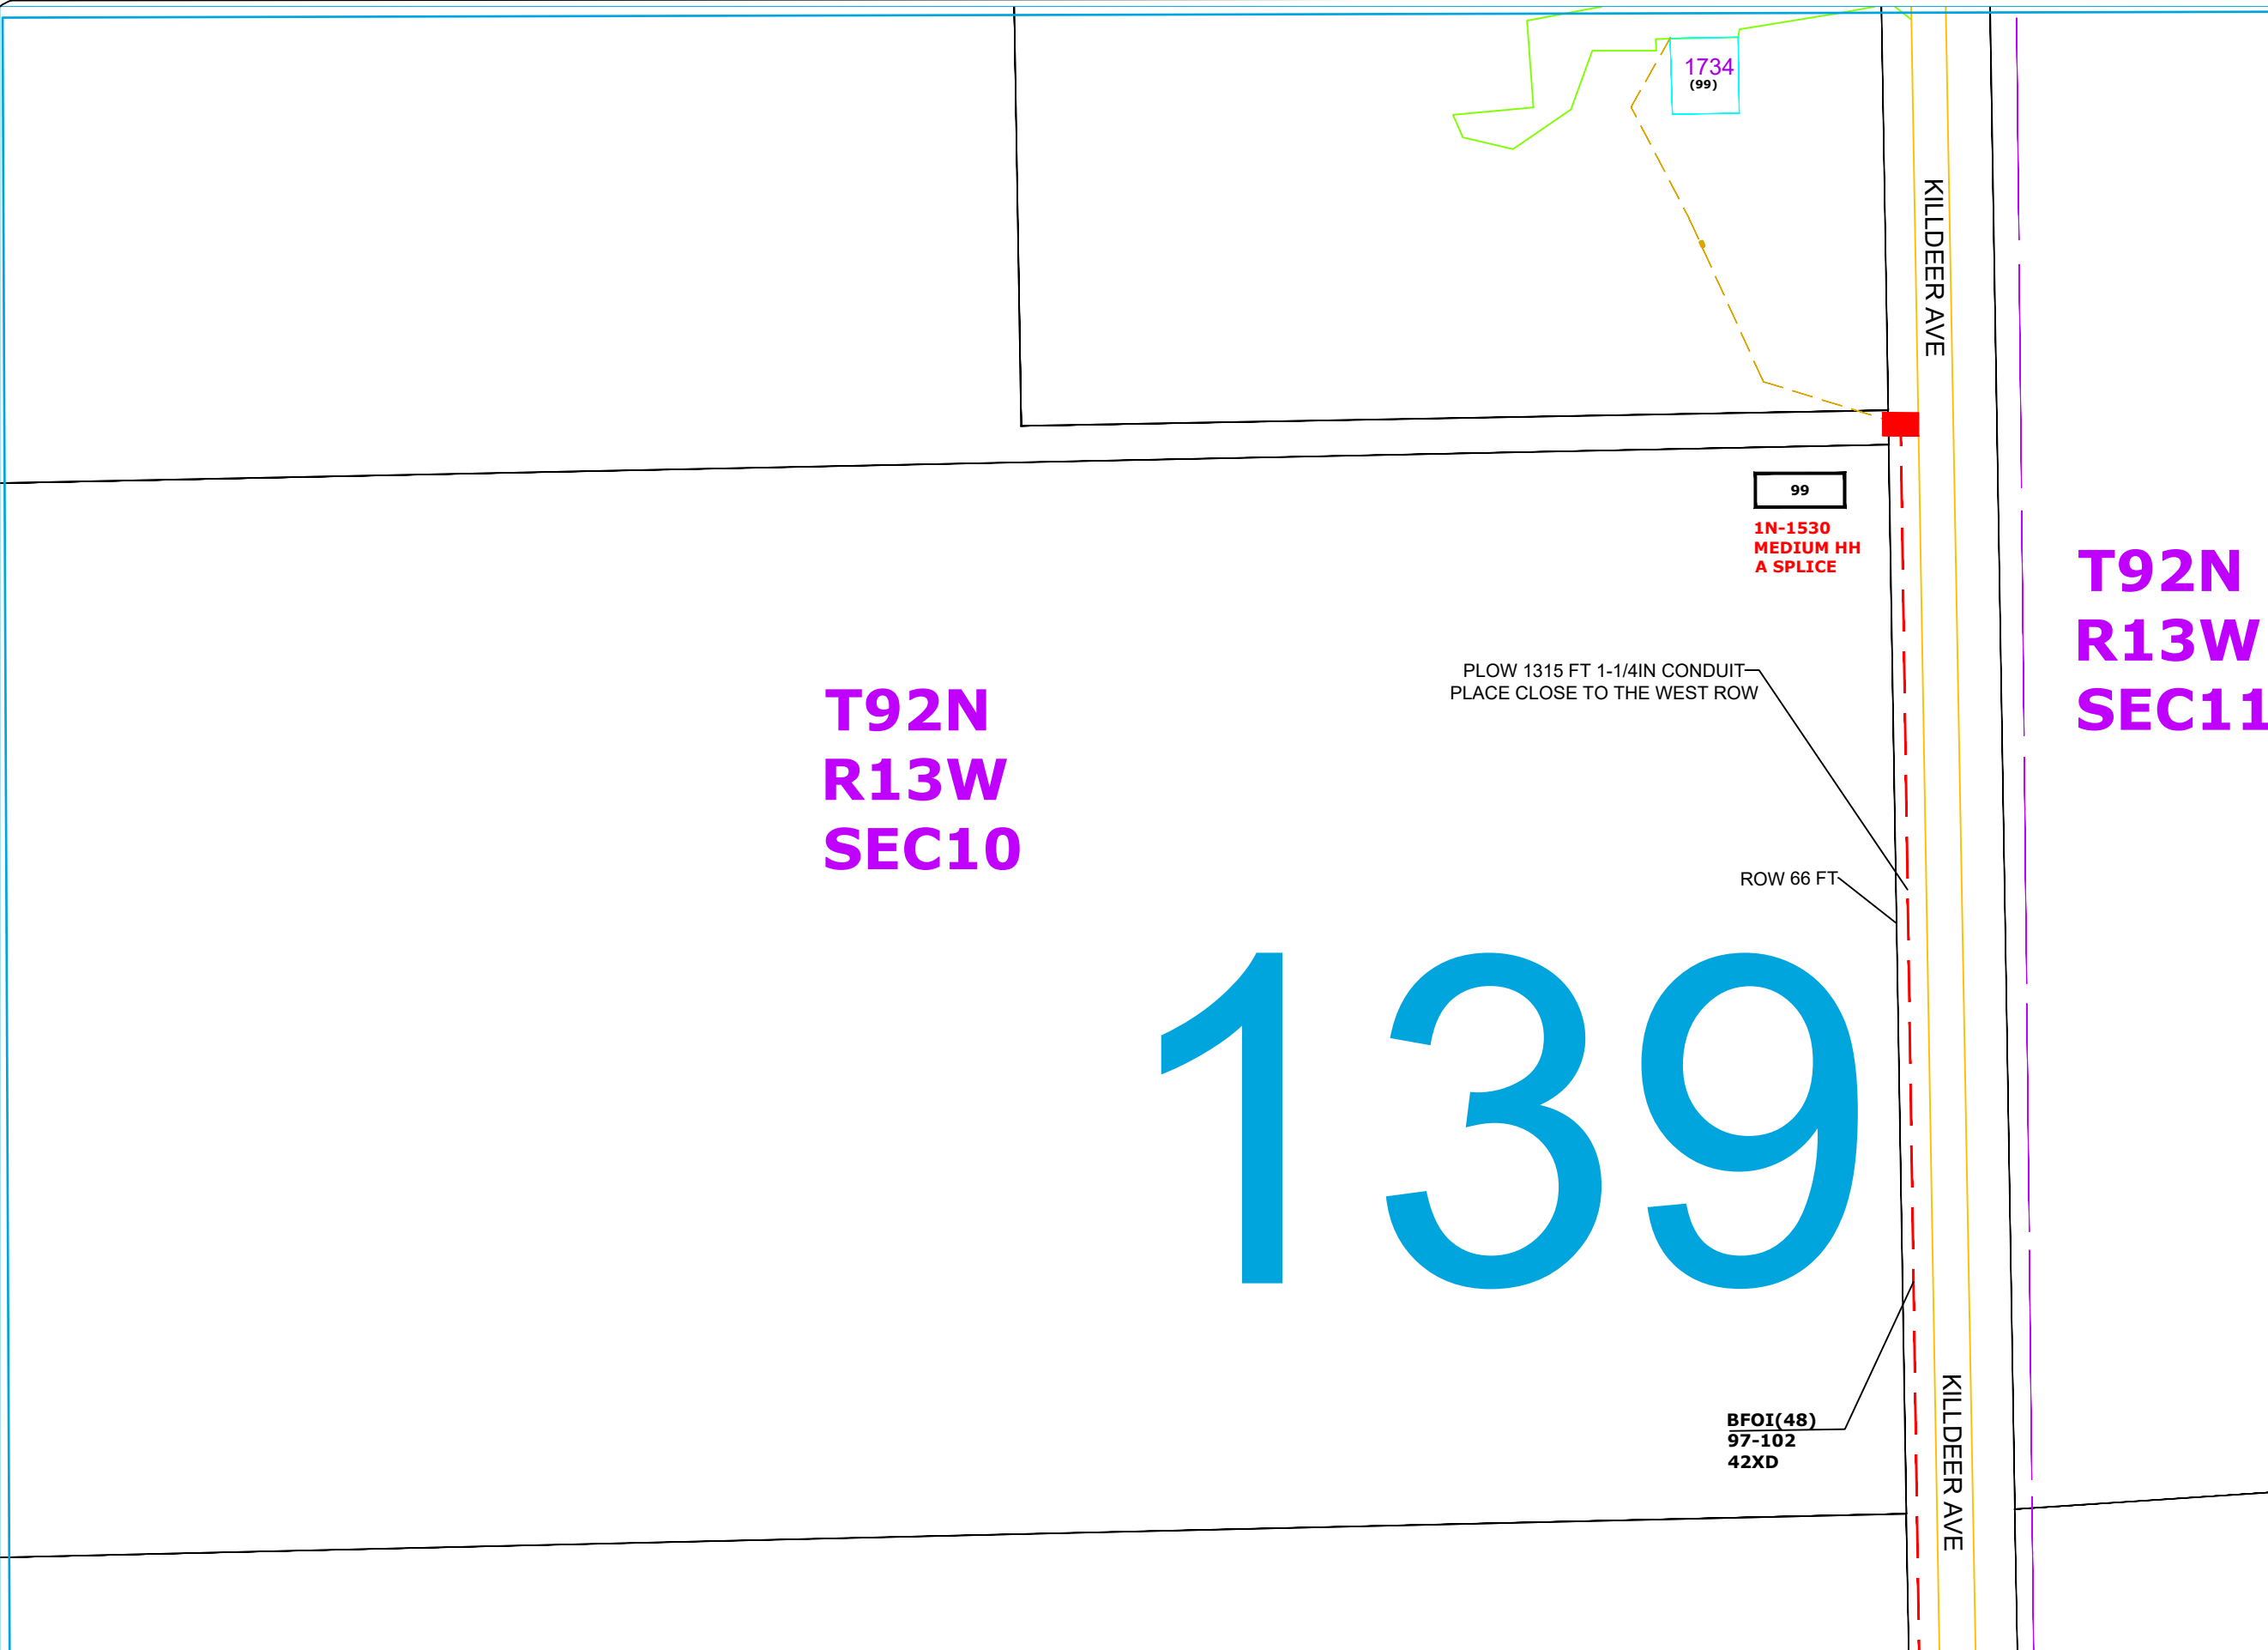 1734
(99)
KILLDEER AVE
99
1N-1530
MEDIUM HH
A SPLICE
T92N
R13W
SEC11
PLOW 1315 FT 1-1/4IN CONDUIT
PLACE CLOSE TO THE WEST ROW
T92N
R13W
SEC10
ROW 66 FT
139
KILLDEER AVE
BFOI(48)
97-102
42XD